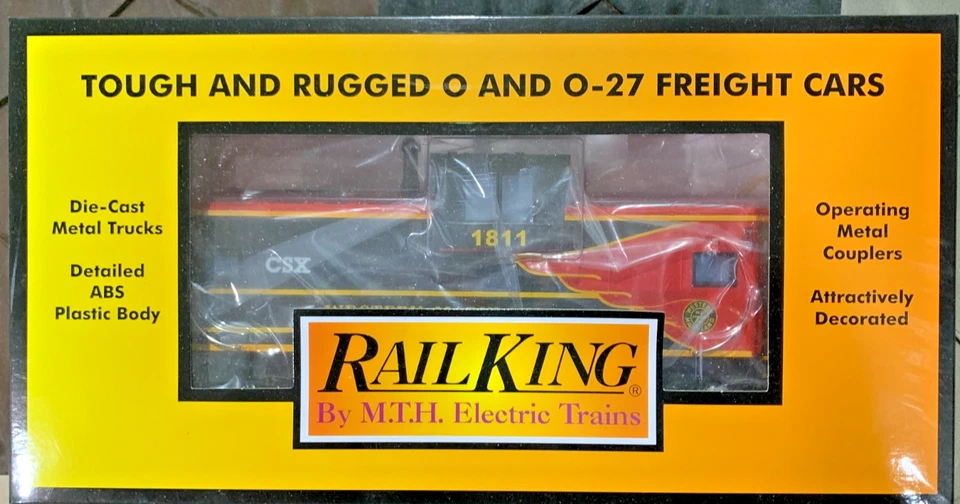 TOUGH AND RUGGED O AND O-27 FREIGHT CARS
Die-Cast
Metal Trucks
Detailed
ABS
Plastic Body
1811
CSX
Operating
Metal
Couplers
Attractively
Decorated
RAILKING®
By M.T.H. Electric Trains